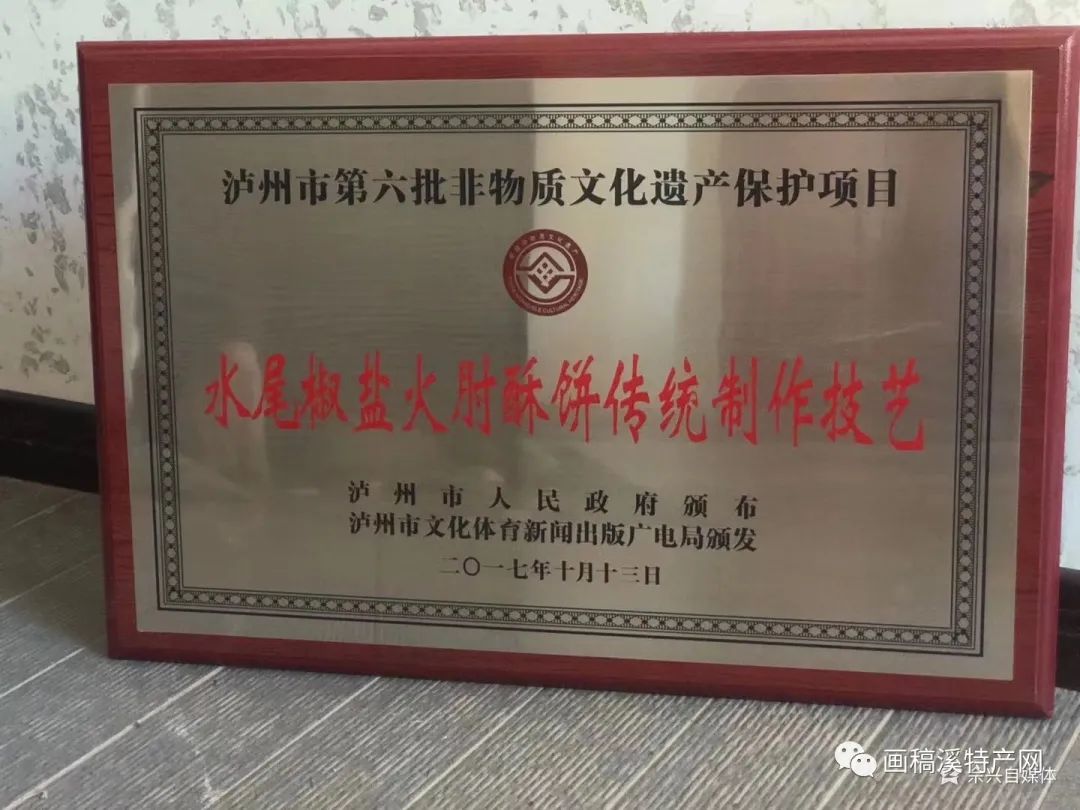 泸州市第六批非物质文化遗产保护项目
水尾椒盐火肘酥饼传统制作技艺
泸州市人民政府颁布
泸州市文化体育新闻出版广电局颁发
二〇一七年十月十三日
画稿溪特产网
自媒体